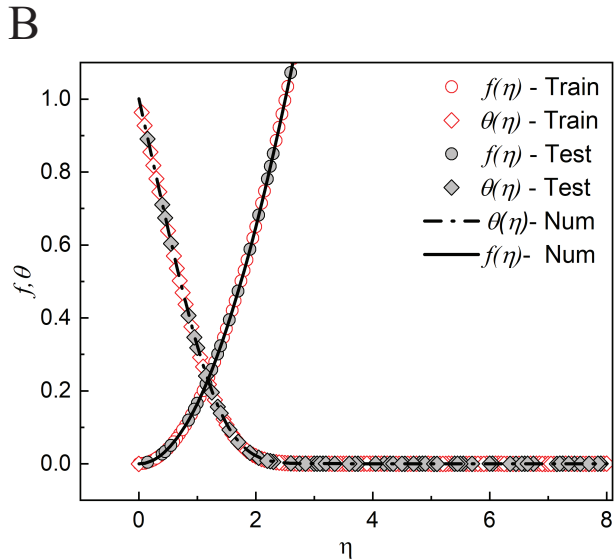 B
f(η) - Train
θ(η) - Train
f(η) - Test
θ(η) - Test
θ(η)- Num
f(η)- Num
f,θ
1.0
0.8
0.6
0.4
0.2
0.0
0 2 4 6 8
η